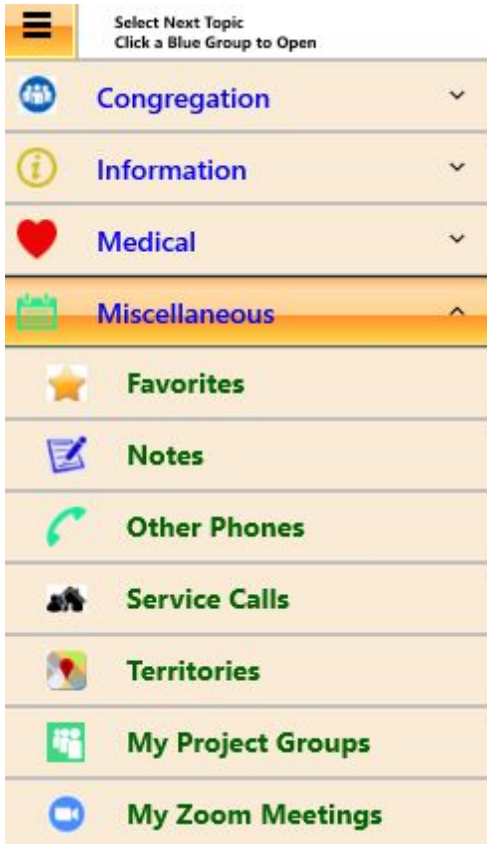 Select Next Topic
Click a Blue Group to Open
Congregation
Information
Medical
Miscellaneous
Favorites
Notes
Other Phones
Service Calls
Territories
My Project Groups
My Zoom Meetings